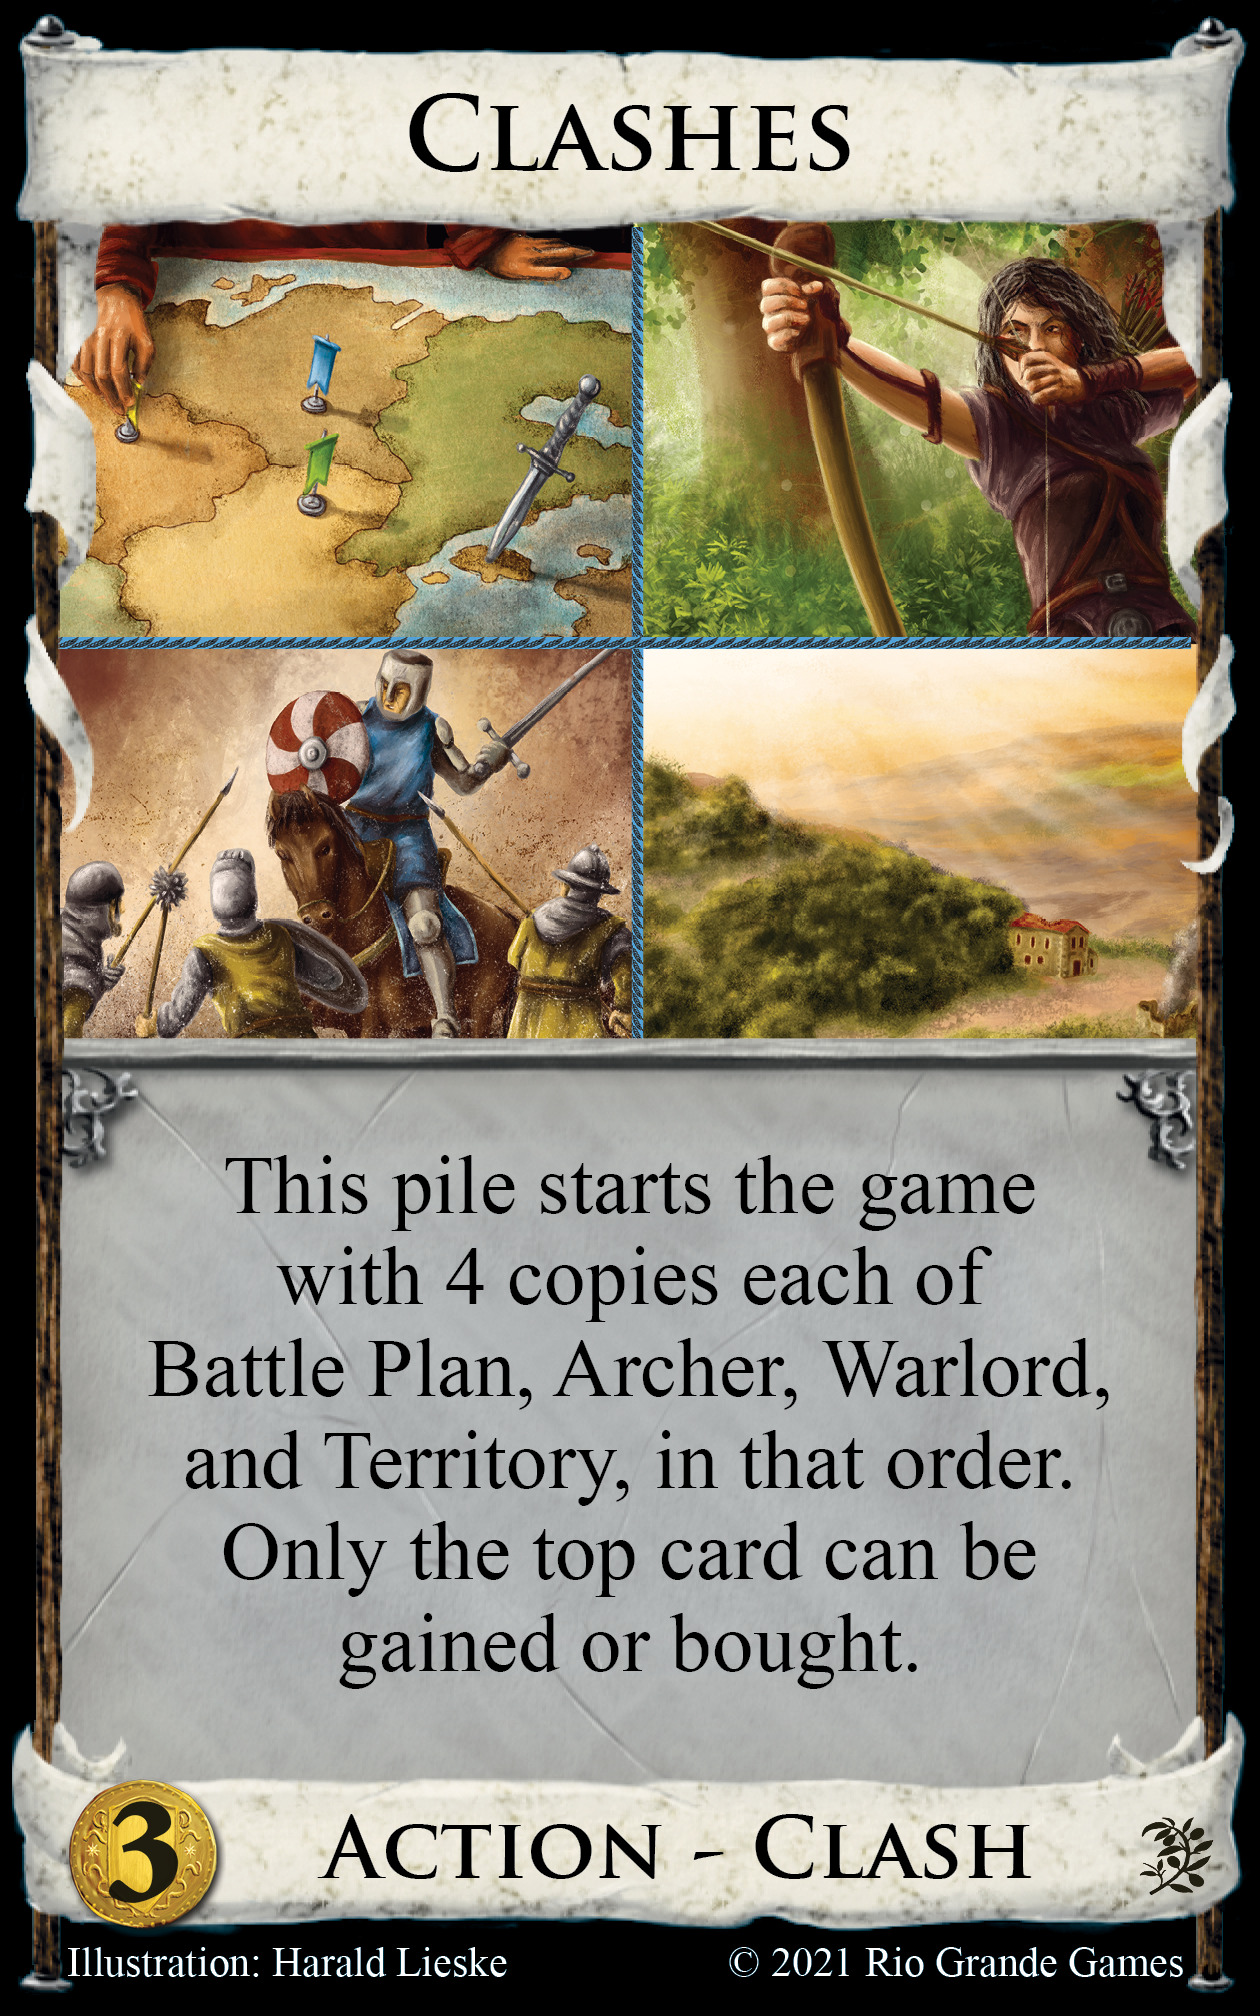 Clashes
This pile starts the game
with 4 copies each of
Battle Plan, Archer, Warlord,
and Territory, in that order.
Only the top card can be
gained or bought.
3
Action - Clash
Illustration: Harald Lieske
© 2021 Rio Grande Games